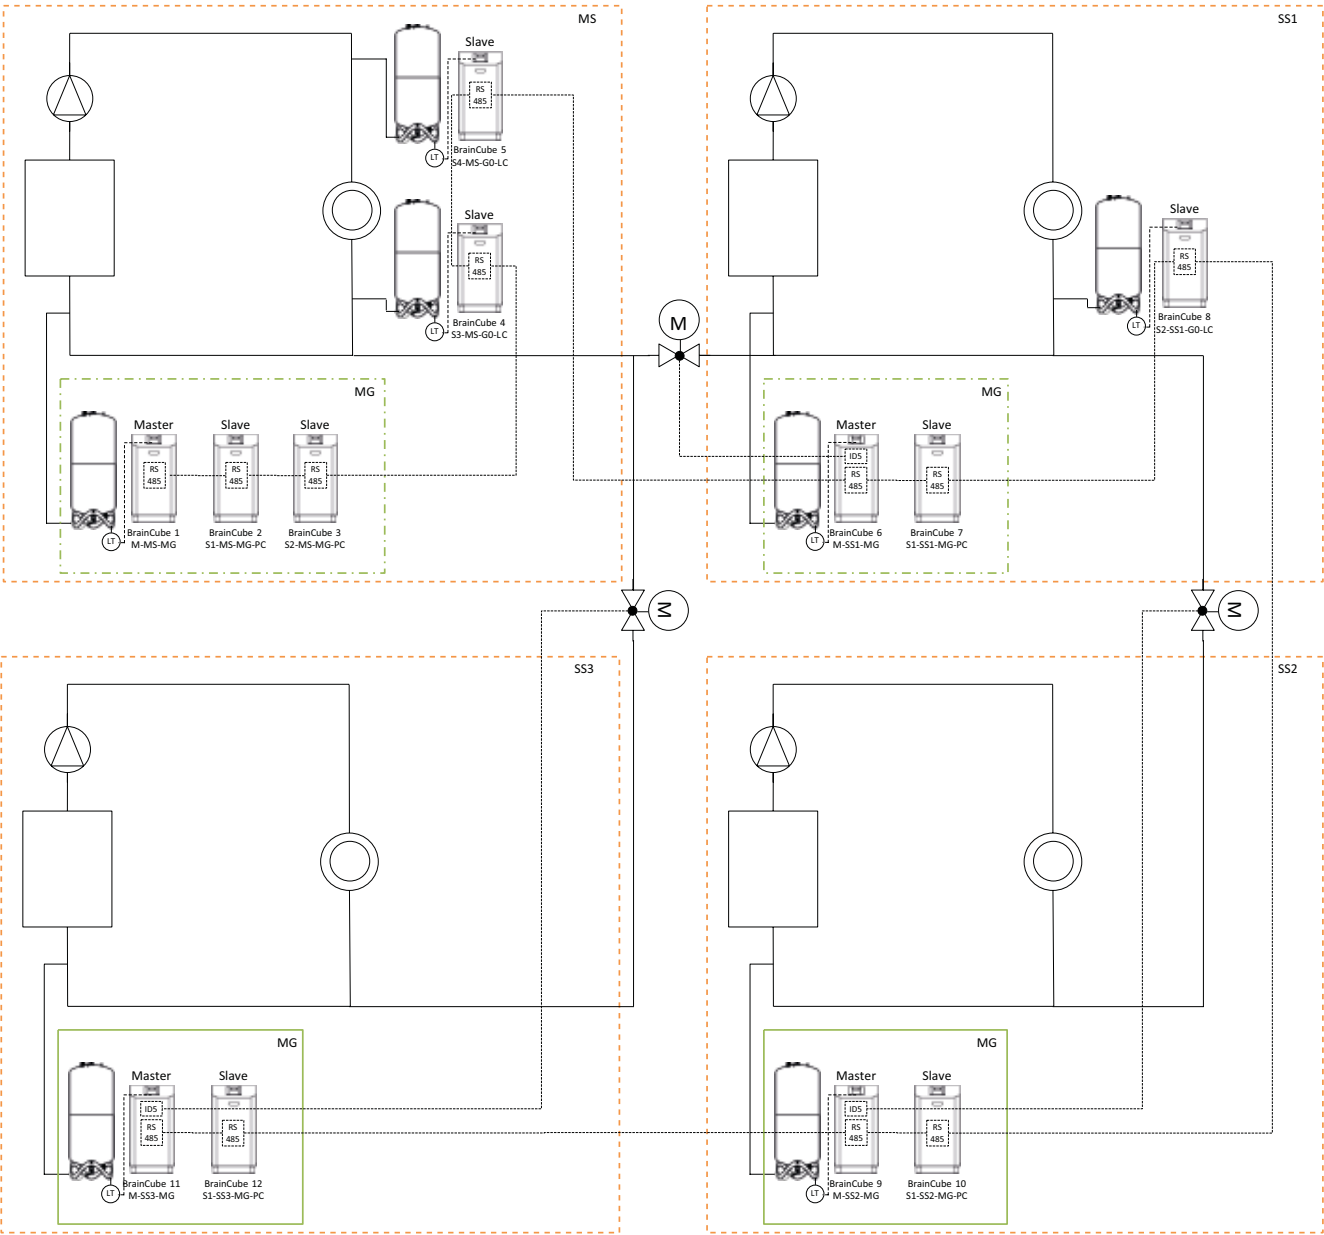 MS
Slave
RS
485
LT
BrainCube 5
S4-MS-G0-LC
Slave
RS
485
LT
BrainCube 4
S3-MS-G0-LC
MG
Master
Slave
Slave
RS
485
RS
485
RS
485
LT
BrainCube 1
M-MS-MG
BrainCube 2
S1-MS-MG-PC
BrainCube 3
S2-MS-MG-PC
M
SS1
Slave
RS
485
LT
BrainCube 8
S2-SS1-G0-LC
MG
Master
Slave
ID5
RS
485
RS
485
LT
BrainCube 6
M-SS1-MG
BrainCube 7
S1-SS1-MG-PC
M
M
SS3
MG
Master
Slave
ID5
RS
485
RS
485
LT
BrainCube 11
M-SS3-MG
BrainCube 12
S1-SS3-MG-PC
SS2
MG
Master
Slave
ID5
RS
485
RS
485
LT
BrainCube 9
M-SS2-MG
BrainCube 10
S1-SS2-MG-PC